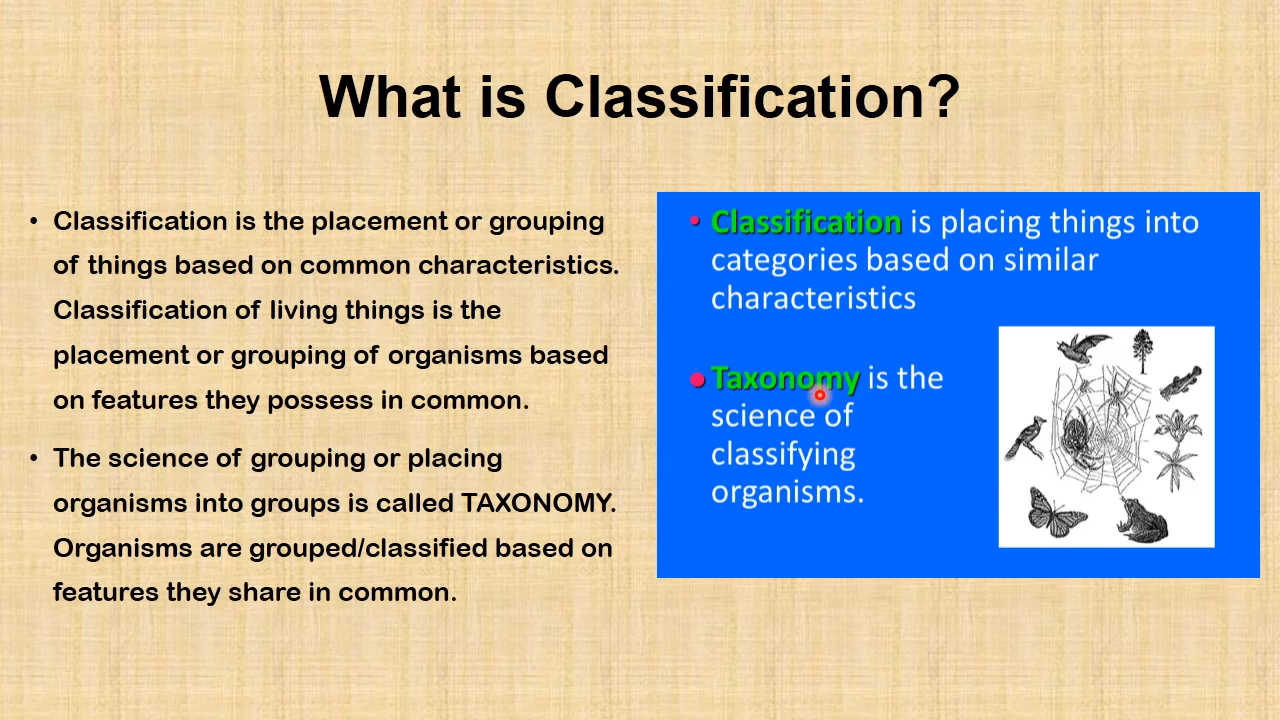 What is Classification?
• Classification is the placement or grouping
of things based on common characteristics.
Classification of living things is the
placement or grouping of organisms based
on features they possess in common.
• The science of grouping or placing
organisms into groups is called TAXONOMY.
Organisms are grouped/classified based on
features they share in common.
• Classification is placing things into
categories based on similar
characteristics
• Taxonomy is the
science of
classifying
organisms.